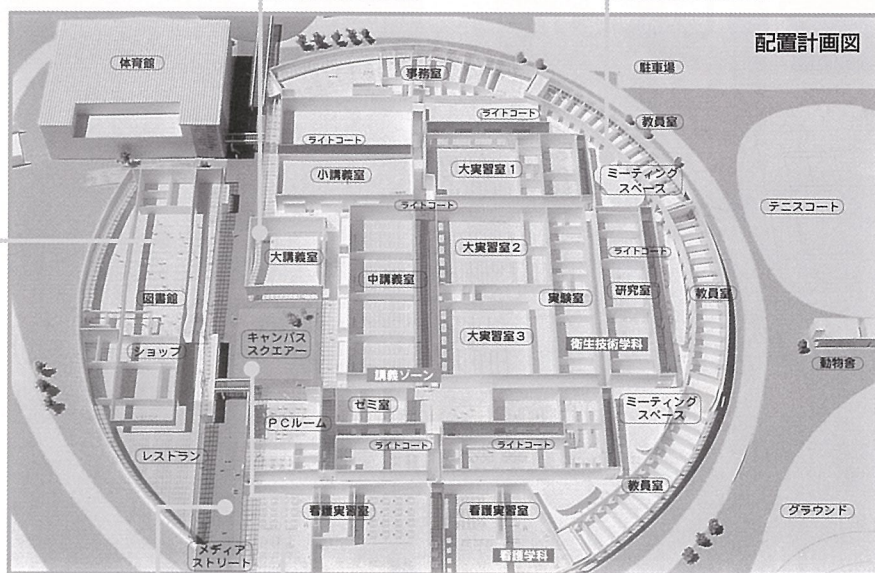 配置計画図
体育館
事務室
駐車場
ライトコート
ライトコート
教員室
小講義室
大実習室1
ミーティング
スペース
ライトコート
テニスコート
大講義室
中講義室
大実習室2
ライトコート
図書館
実験室
研究室
教員室
キャンパス
スクエアー
大実習室3
衛生技術学科
ショップ
動物舎
講義ゾーン
PCルーム
ゼミ室
ミーティング
スペース
ライトコート
ライトコート
レストラン
教員室
看護実習室
看護実習室
グラウンド
メディア
ストリート
看護学科